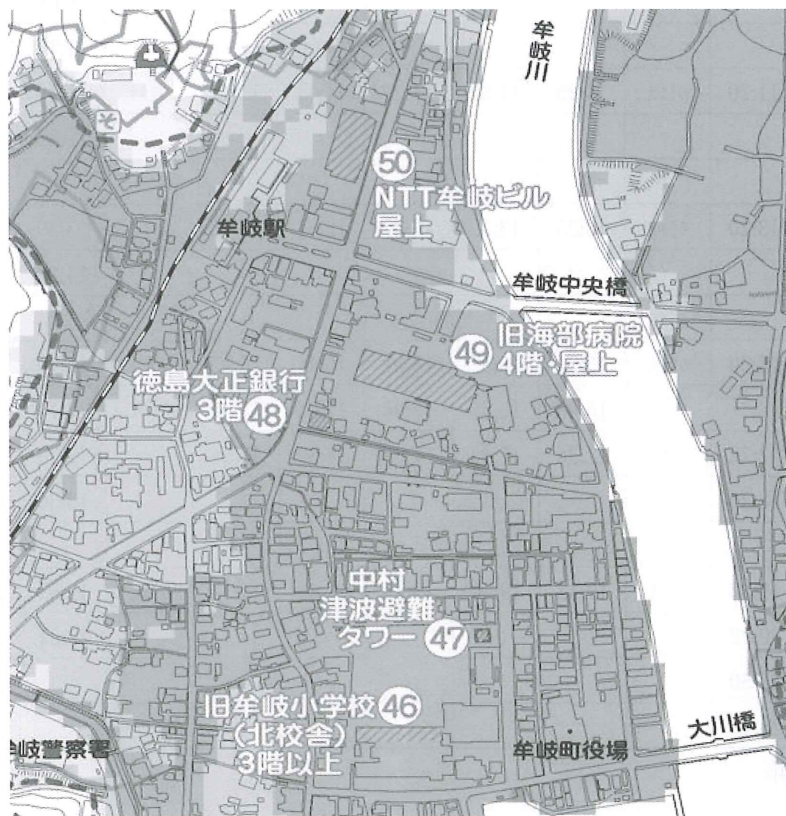 牟岐川
そ
50
NTT牟岐ビル
屋上
牟岐駅
牟岐中央橋
49
旧海部病院
4階・屋上
徳島大正銀行
3階 48
中村
津波避難
タワー 47
旧牟岐小学校 46
(北校舎)
3階以上
大川橋
牟岐警察署
牟岐町役場